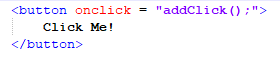 <button onclick = "addClick();">
    Click Me!
</button>